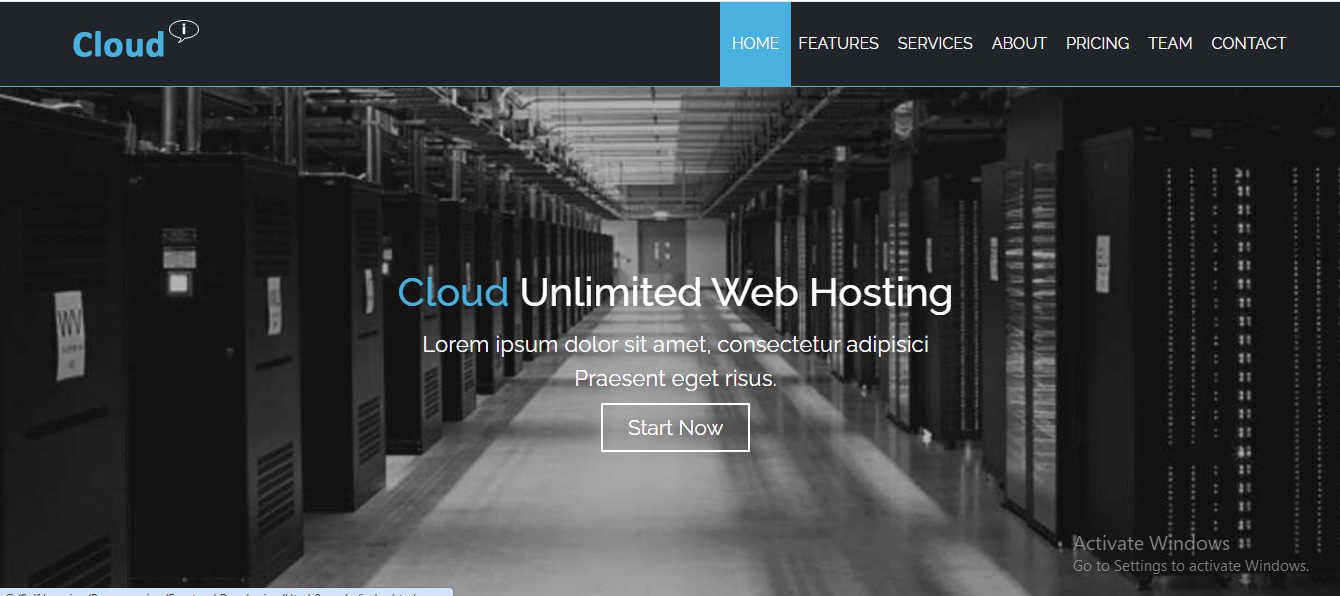 Cloud i
HOME FEATURES SERVICES ABOUT PRICING TEAM CONTACT
WV
Cloud Unlimited Web Hosting
Lorem ipsum dolor sit amet, consectetur adipisici
Praesent eget risus.
Start Now
Activate Windows
Go to Settings to activate Windows.